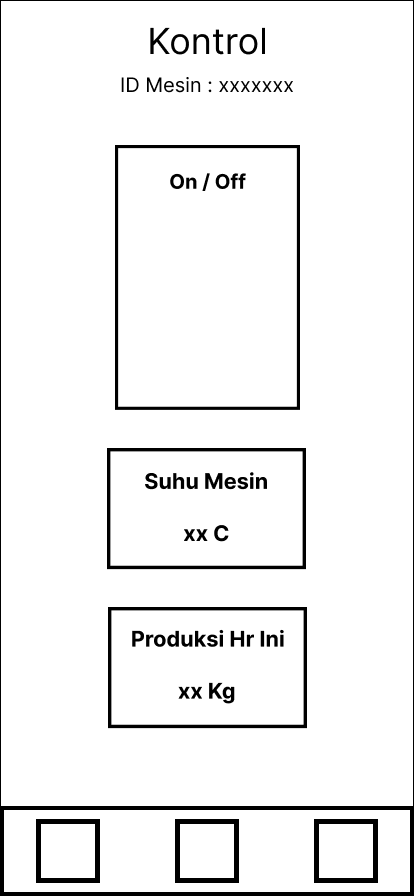 Kontrol
ID Mesin : xxxxxxx
On / Off
Suhu Mesin
xx C
Produksi Hr Ini
xx Kg